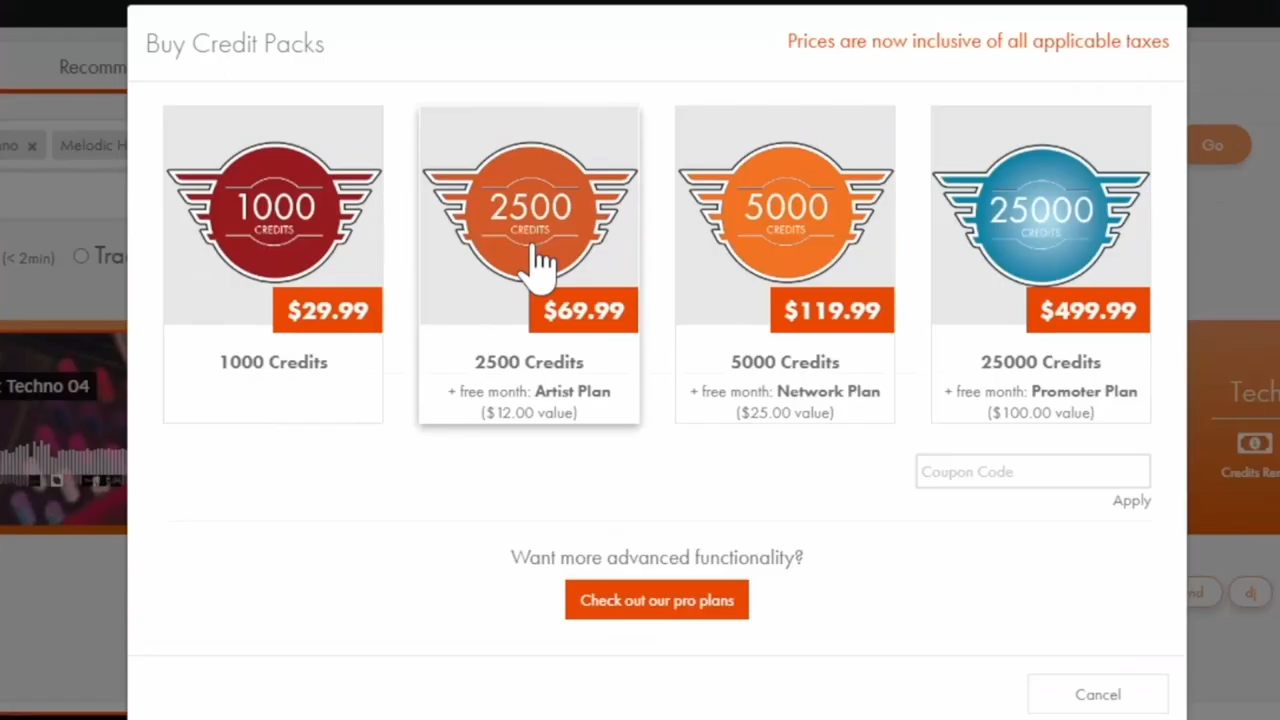 Buy Credit Packs
Prices are now inclusive of all applicable taxes
Recomm
no ×
Melodic H
Go
(< 2min)
Trac
Techno 04
1000
CREDITS
$29.99
1000 Credits
2500
CREDITS
$69.99
2500 Credits
+ free month: Artist Plan
($12.00 value)
5000
CREDITS
$119.99
5000 Credits
+ free month: Network Plan
($25.00 value)
25000
CREDITS
$499.99
25000 Credits
+ free month: Promoter Plan
($100.00 value)
Tech
Credits Rem
Coupon Code
Apply
Want more advanced functionality?
Check out our pro plans
nd
dj
Cancel